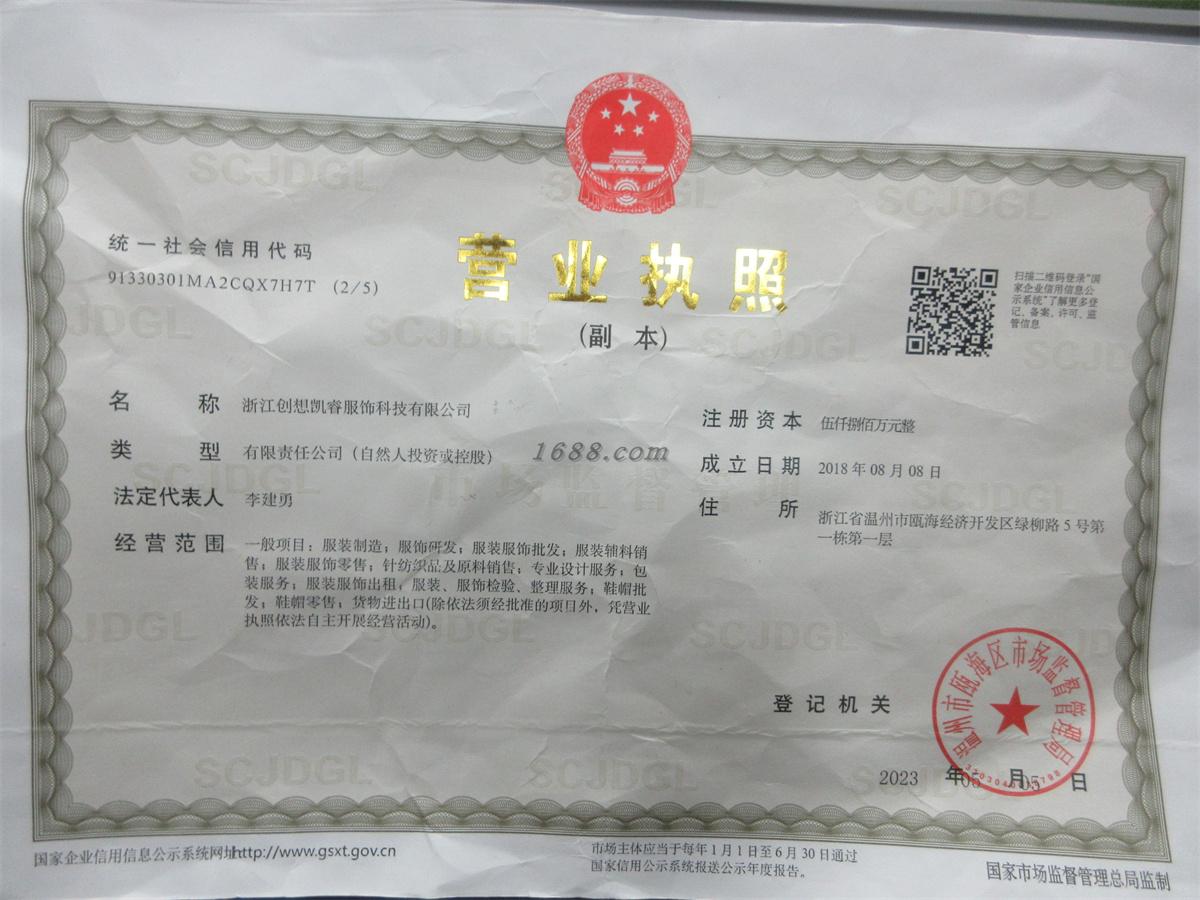 统一社会信用代码
91330301MA2CQX7H7T (2/5)
营业执照
(副 本)
扫描二维码登录"国
家企业信用信息公
示系统"了解更多登
记、备案、许可、监
管信息
名 称 浙江创想凯睿服饰科技有限公司
类 型 有限责任公司（自然人投资或控股）
法定代表人 李建勇
经营范围 一般项目：服装制造；服饰研发；服装服饰批发；服装辅料销
售；服装服饰零售；针纺织品及原料销售；专业设计服务；包
装服务；服装服饰出租；服装、服饰检验、整理服务；鞋帽批
发；鞋帽零售；货物进出口(除依法须经批准的项目外，凭营业
执照依法自主开展经营活动)。
注册资本 伍仟捌佰万元整
成立日期 2018年08月08日
住 所 浙江省温州市瓯海经济开发区绿柳路5号第
一栋第一层
1688.com
市场监督管理
SCJDGL
登记机关
温州市瓯海区市场监督管理局
2023 年05月05日
国家企业信用信息公示系统网址http://www.gsxt.gov.cn
市场主体应当于每年1月1日至6月30日通过
国家信用公示系统报送公示年度报告。
国家市场监督管理总局监制